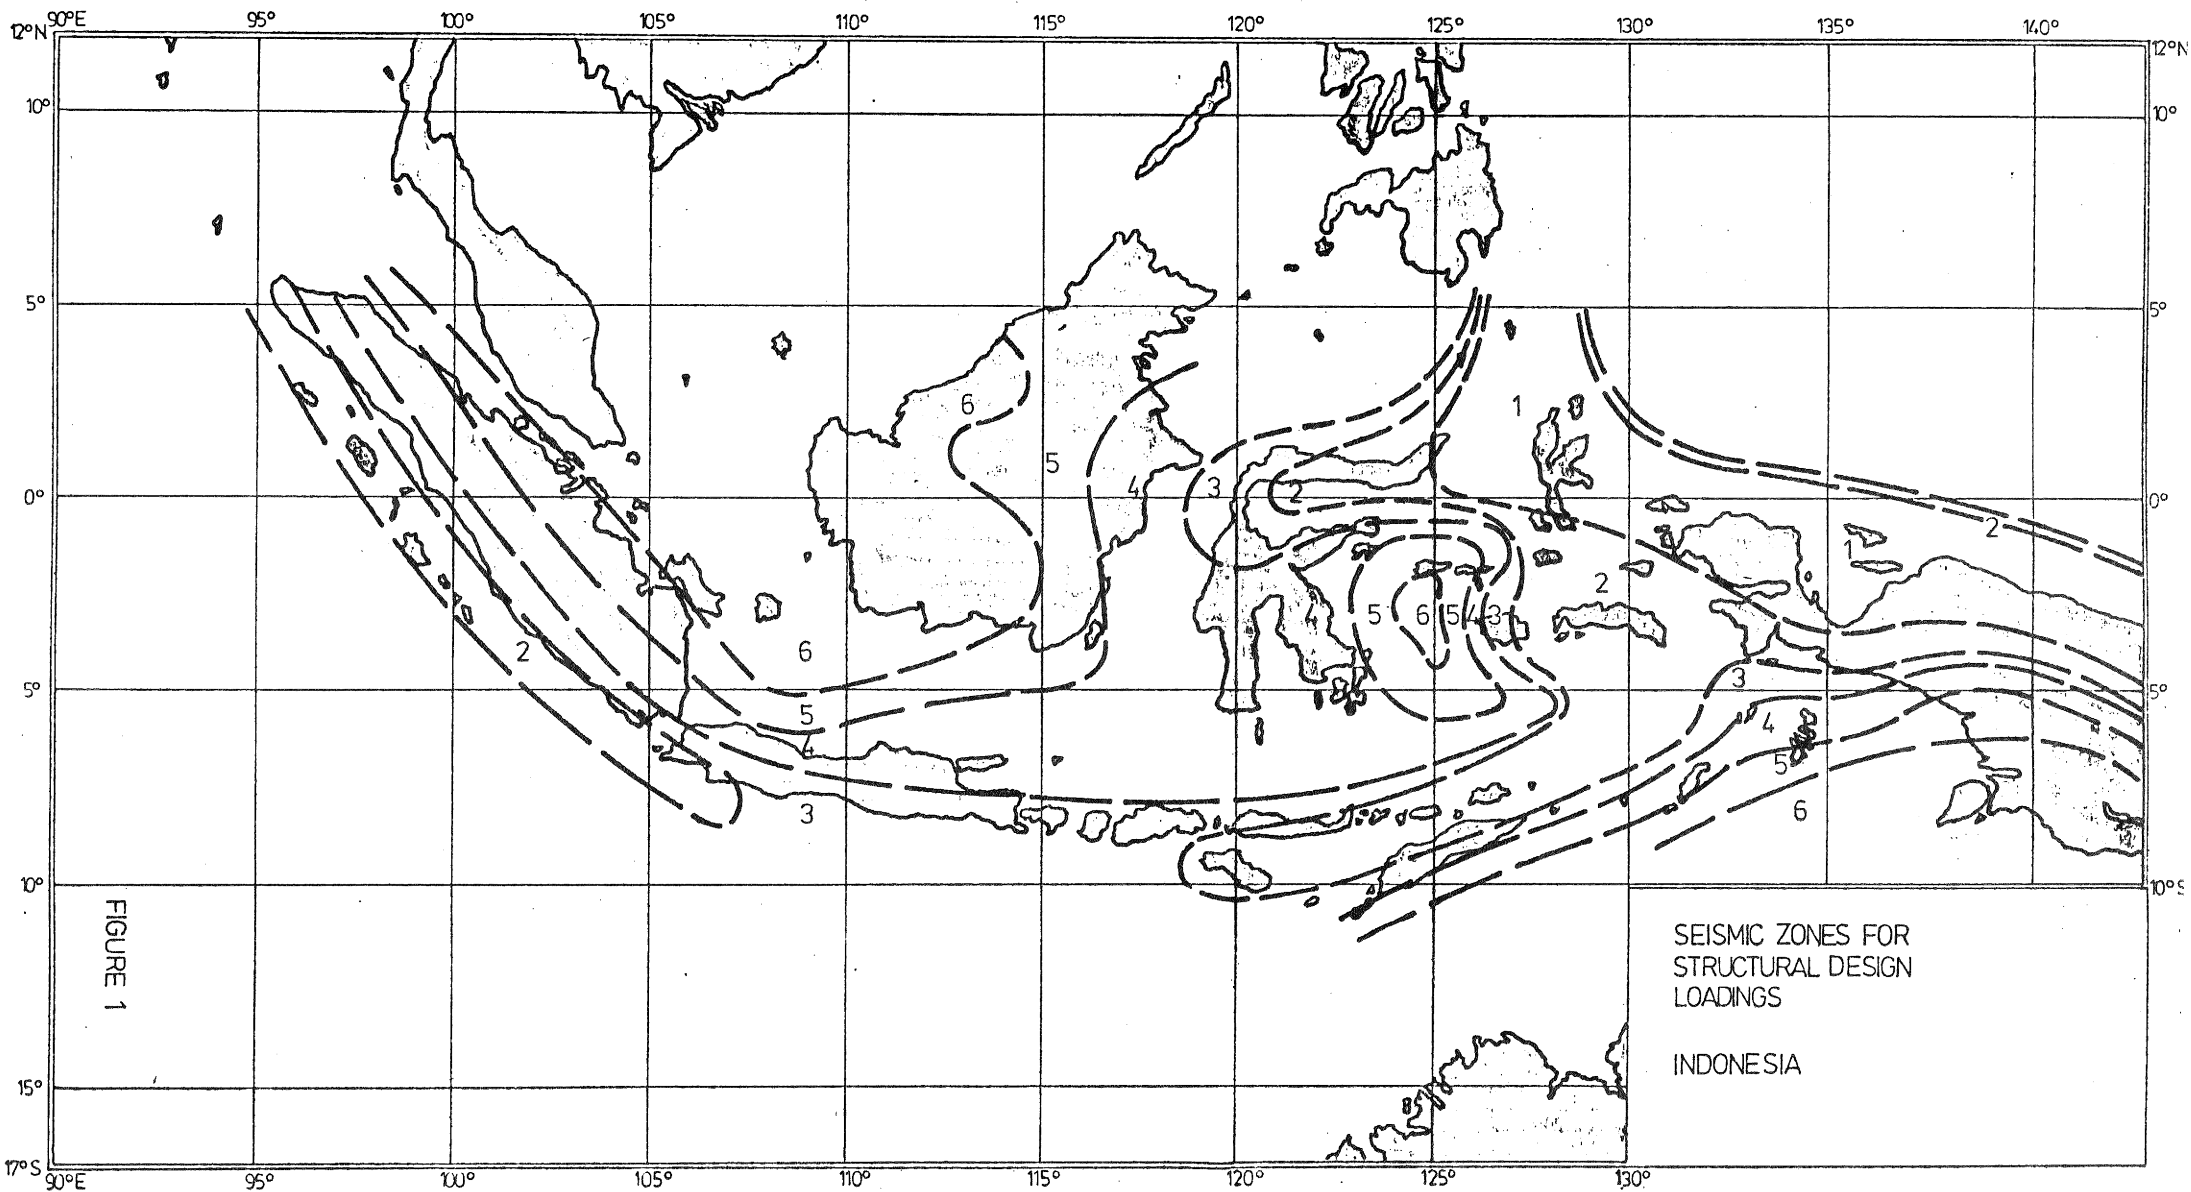 90°E 95° 100° 105° 110° 115° 120° 125° 130° 135° 140°
12°N 12°N
10° 10°
5° 5°
1
6
5
4 3 2
0° 0°
2
1
2
5 6 5 4 3
2 6
3
5° 5°
5 4
4
5
3 6
10° 10°S
FIGURE 1
SEISMIC ZONES FOR
STRUCTURAL DESIGN
LOADINGS
INDONESIA
15°
17°S
90°E 95° 100° 105° 110° 115° 120° 125° 130°